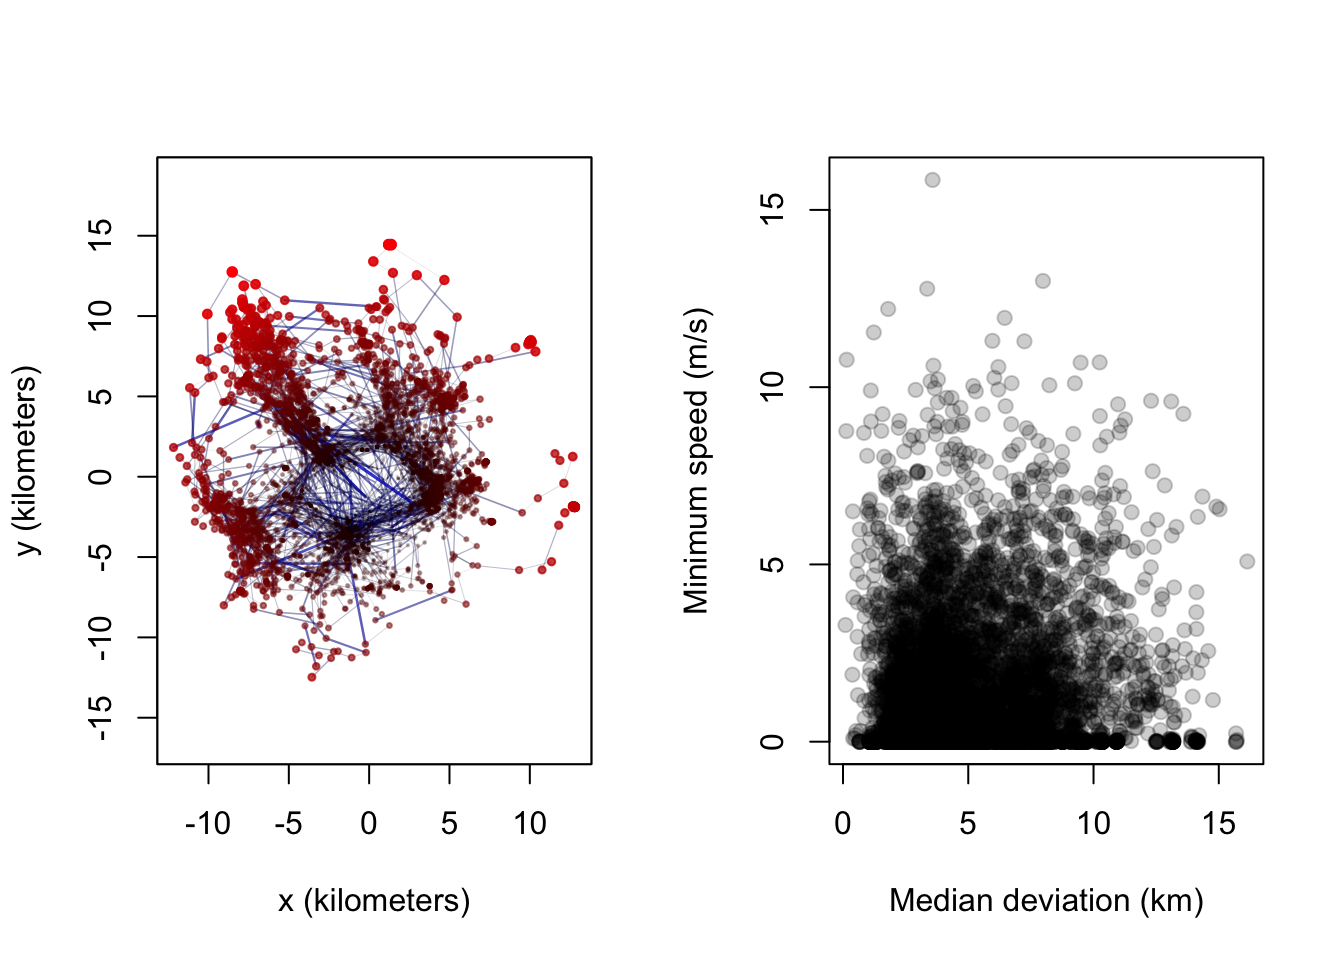 y (kilometers)
15
10
5
0
-5
-10
-15
-10 -5 0 5 10
x (kilometers)
Minimum speed (m/s)
15
10
5
0
0 5 10 15
Median deviation (km)